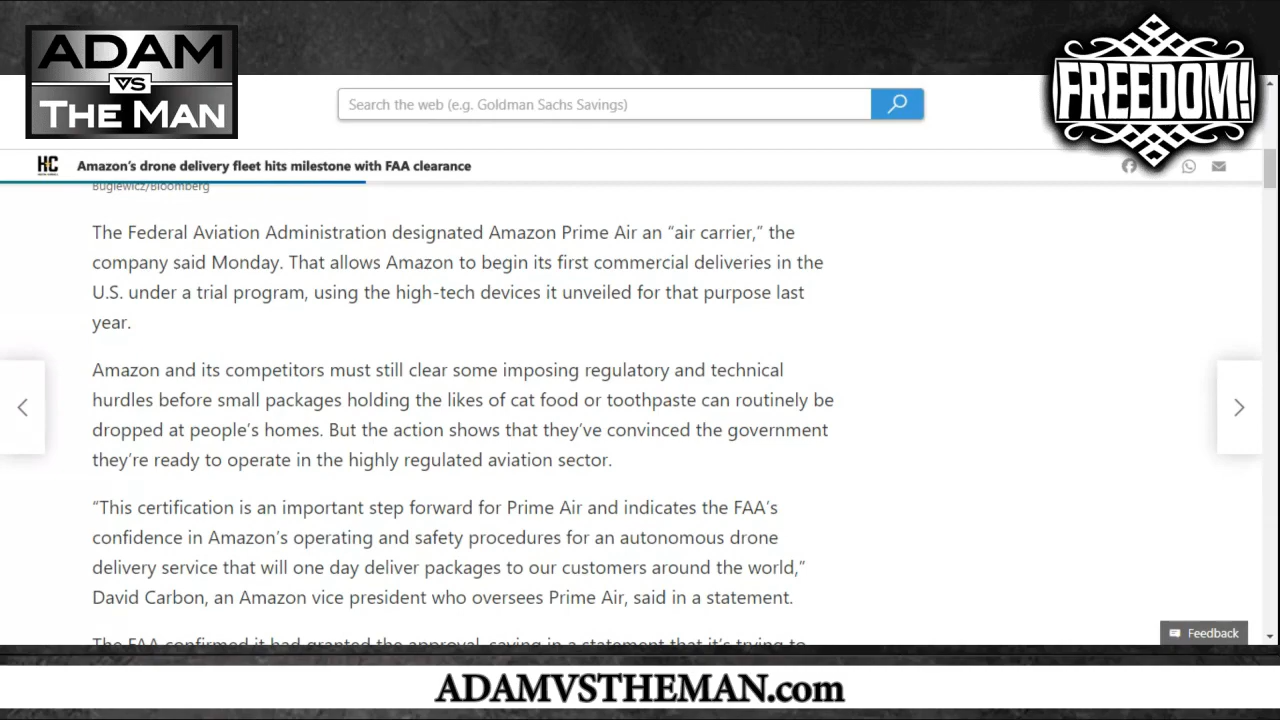 ADAM
VS
THE MAN
FREEDOM!
Search the web (e.g. Goldman Sachs Savings)
HC
Amazon’s drone delivery fleet hits milestone with FAA clearance
Bugiewicz/Bloomberg
The Federal Aviation Administration designated Amazon Prime Air an “air carrier,” the
company said Monday. That allows Amazon to begin its first commercial deliveries in the
U.S. under a trial program, using the high-tech devices it unveiled for that purpose last
year.
Amazon and its competitors must still clear some imposing regulatory and technical
hurdles before small packages holding the likes of cat food or toothpaste can routinely be
dropped at people’s homes. But the action shows that they’ve convinced the government
they’re ready to operate in the highly regulated aviation sector.
“This certification is an important step forward for Prime Air and indicates the FAA’s
confidence in Amazon’s operating and safety procedures for an autonomous drone
delivery service that will one day deliver packages to our customers around the world,”
David Carbon, an Amazon vice president who oversees Prime Air, said in a statement.
The FAA confirmed it had granted the approval, saying in a statement that it’s trying to
Feedback
ADAMVSTHEMAN.com